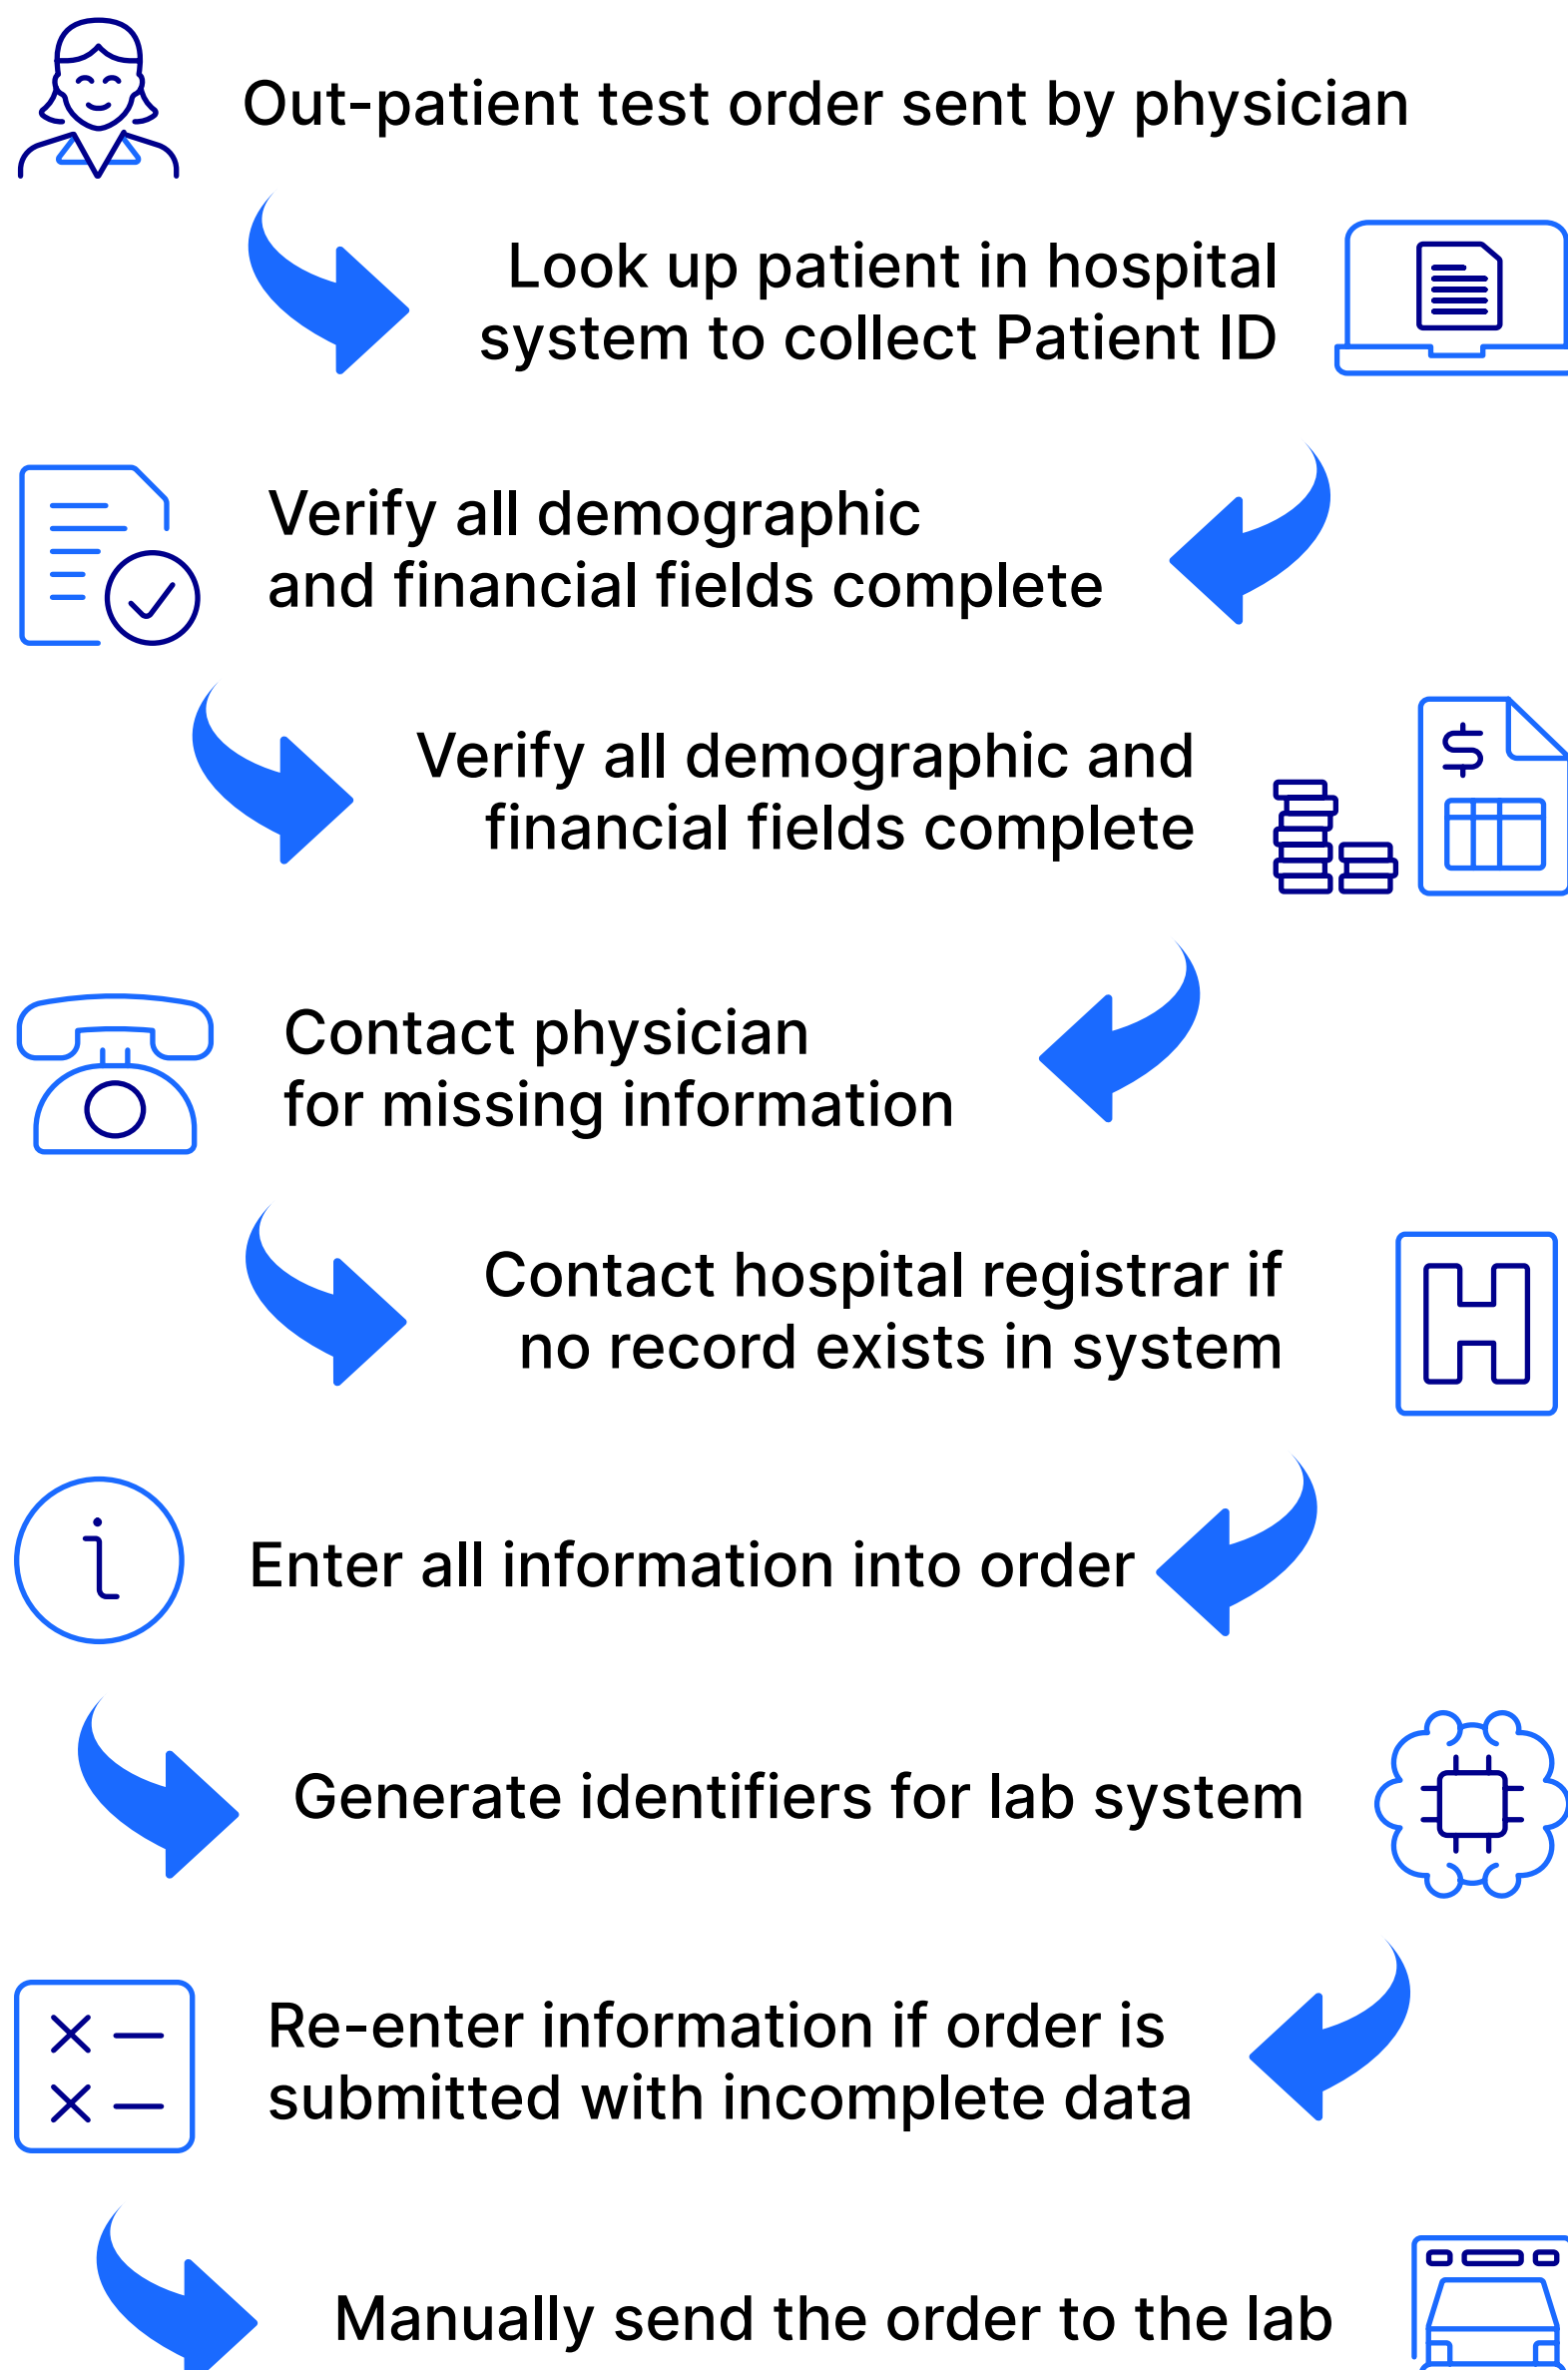 Out-patient test order sent by physician
Look up patient in hospital
system to collect Patient ID
Verify all demographic
and financial fields complete
$
Verify all demographic and
financial fields complete
Contact physician
for missing information
Contact hospital registrar if
no record exists in system
H
i
Enter all information into order
Generate identifiers for lab system
Re-enter information if order is
submitted with incomplete data
Manually send the order to the lab